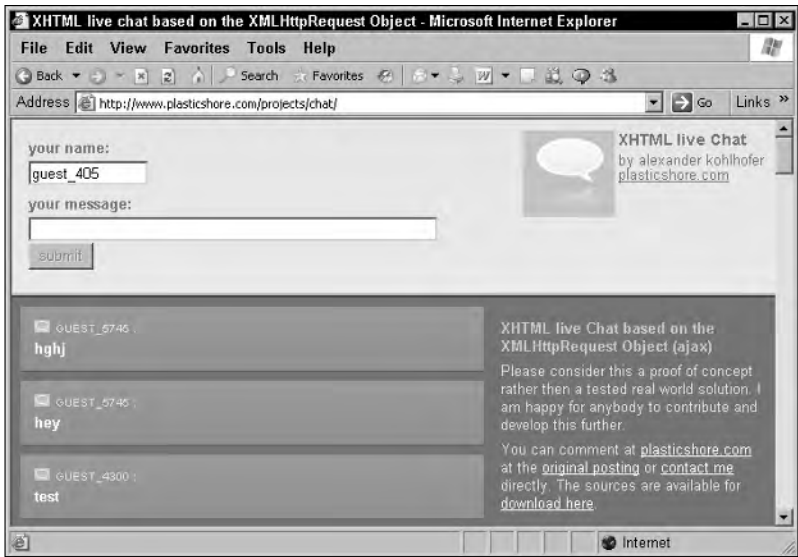 XHTML live chat based on the XMLHttpRequest Object - Microsoft Internet Explorer
File Edit View Favorites Tools Help
Back Search Favorites
Address http://www.plasticshore.com/projects/chat/ Go Links »
your name:
guest_405
your message:
submit
XHTML live Chat
by alexander kohlhofer
plasticshore.com
GUEST_5746 :
hghj
GUEST_5746 :
hey
GUEST_4300 :
test
XHTML live Chat based on the
XMLHttpRequest Object (ajax)
Please consider this a proof of concept
rather then a tested real world solution. I
am happy for anybody to contribute and
develop this further.
You can comment at plasticshore.com
at the original posting or contact me
directly. The sources are available for
download here.
Internet